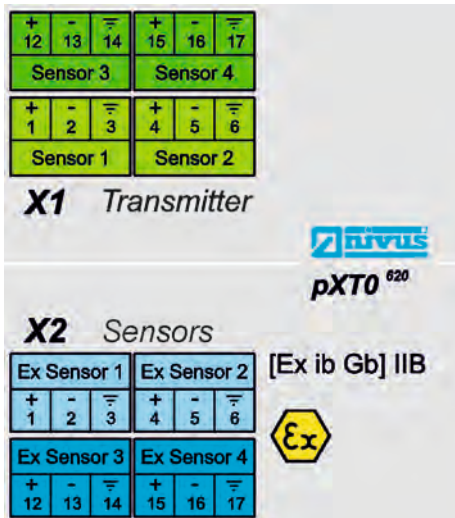 + - ⏚ + - ⏚
12 13 14 15 16 17
Sensor 3 Sensor 4
+ - ⏚ + - ⏚
1 2 3 4 5 6
Sensor 1 Sensor 2
X1 Transmitter
nivus
pXT0 620
X2 Sensors
Ex Sensor 1 Ex Sensor 2 [Ex ib Gb] IIB
+ - ⏚ + - ⏚
1 2 3 4 5 6
Ex
Ex Sensor 3 Ex Sensor 4
+ - ⏚ + - ⏚
12 13 14 15 16 17